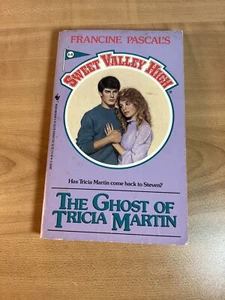 FRANCINE PASCAL'S
SWEET VALLEY HIGH
Has Tricia Martin come back to Steven?
THE GHOST OF
TRICIA MARTIN